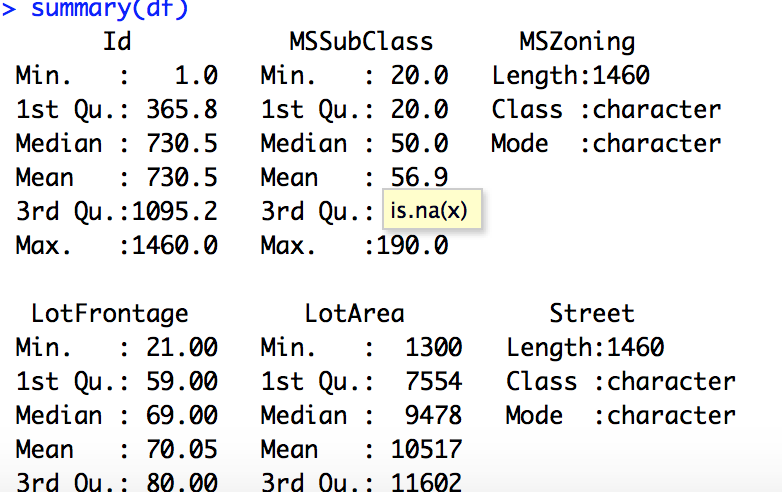 > summary(df)
Id MSSubClass MSZoning
Min. : 1.0 Min. : 20.0 Length:1460
1st Qu.: 365.8 1st Qu.: 20.0 Class :character
Median : 730.5 Median : 50.0 Mode :character
Mean : 730.5 Mean : 56.9
3rd Qu.:1095.2 3rd Qu.: is.na(x)
Max. :1460.0 Max. :190.0
LotFrontage LotArea Street
Min. : 21.00 Min. : 1300 Length:1460
1st Qu.: 59.00 1st Qu.: 7554 Class :character
Median : 69.00 Median : 9478 Mode :character
Mean : 70.05 Mean : 10517
3rd Qu.: 80.00 3rd Qu.: 11602